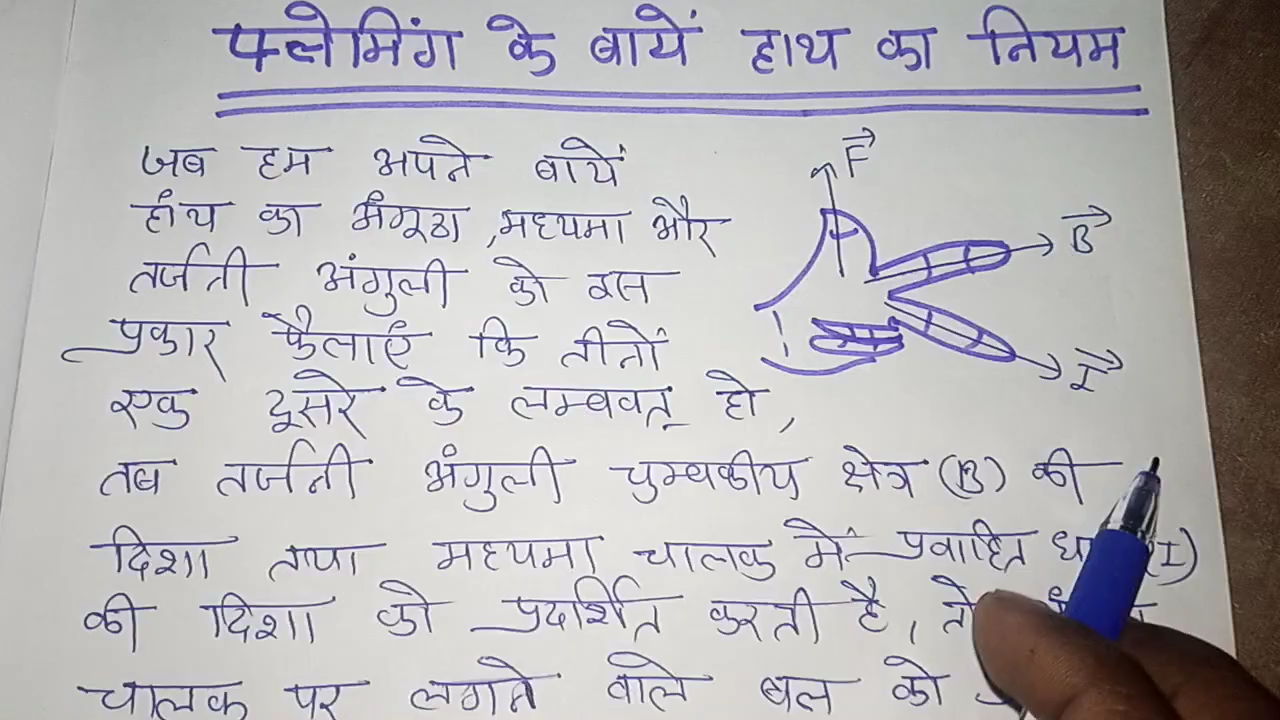 फ्लेमिंग के बायें हाथ का नियम
जब हम अपने बायें
हांथ का अंगूठा, मध्यमा और
तर्जनी अंगुली को इस
प्रकार फैलाएं कि तीनों
एक दूसरे के लम्बवत् हो,
तब तर्जनी अंगुली चुम्बकीय क्षेत्र (B) की
दिशा तथा मध्यमा चालक में प्रवाहित (I)
की दिशा को प्रदर्शित करती है, तो
चालक पर लगने वाले बल को
F
B
I